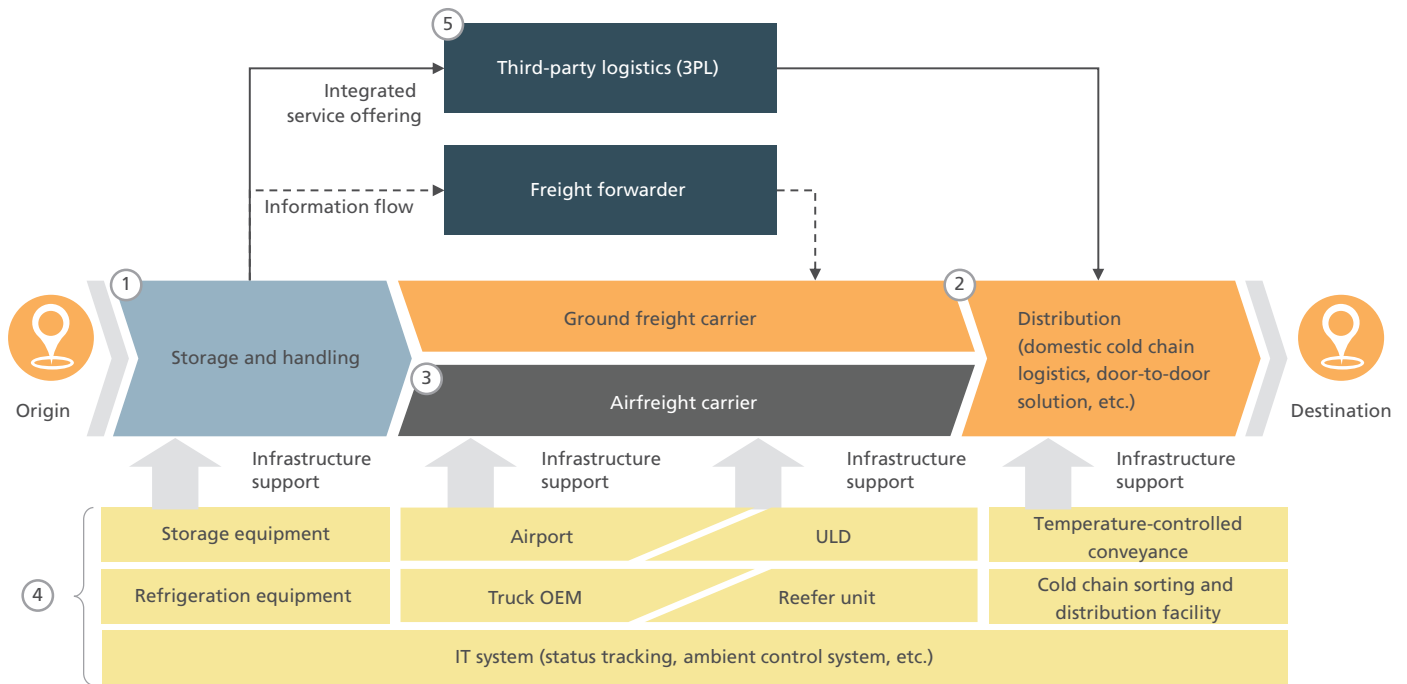 5
Third-party logistics (3PL)
Integrated
service offering
Freight forwarder
Information flow
1
2
Ground freight carrier
Distribution
(domestic cold chain
logistics, door-to-door
solution, etc.)
Storage and handling
3
Airfreight carrier
Origin
Destination
Infrastructure
support
Infrastructure
support
Infrastructure
support
Infrastructure
support
Storage equipment
Airport
ULD
Temperature-controlled
conveyance
4
Refrigeration equipment
Truck OEM
Reefer unit
Cold chain sorting and
distribution facility
IT system (status tracking, ambient control system, etc.)